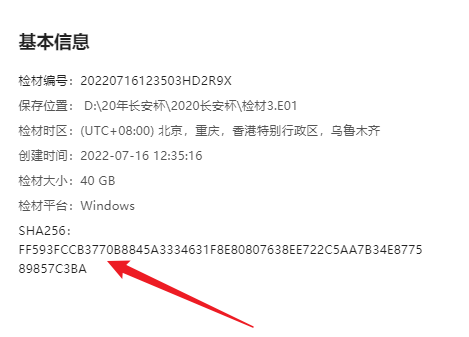 基本信息
检材编号：20220716123503HD2R9X
保存位置： D:\20年长安杯\2020长安杯\检材3.E01
检材时区：(UTC+08:00) 北京，重庆，香港特别行政区，乌鲁木齐
创建时间：2022-07-16 12:35:16
检材大小：40 GB
检材平台：Windows
SHA256：
FF593FCCB3770B8845A3334631F8E80807638EE722C5AA7B34E8775
89857C3BA